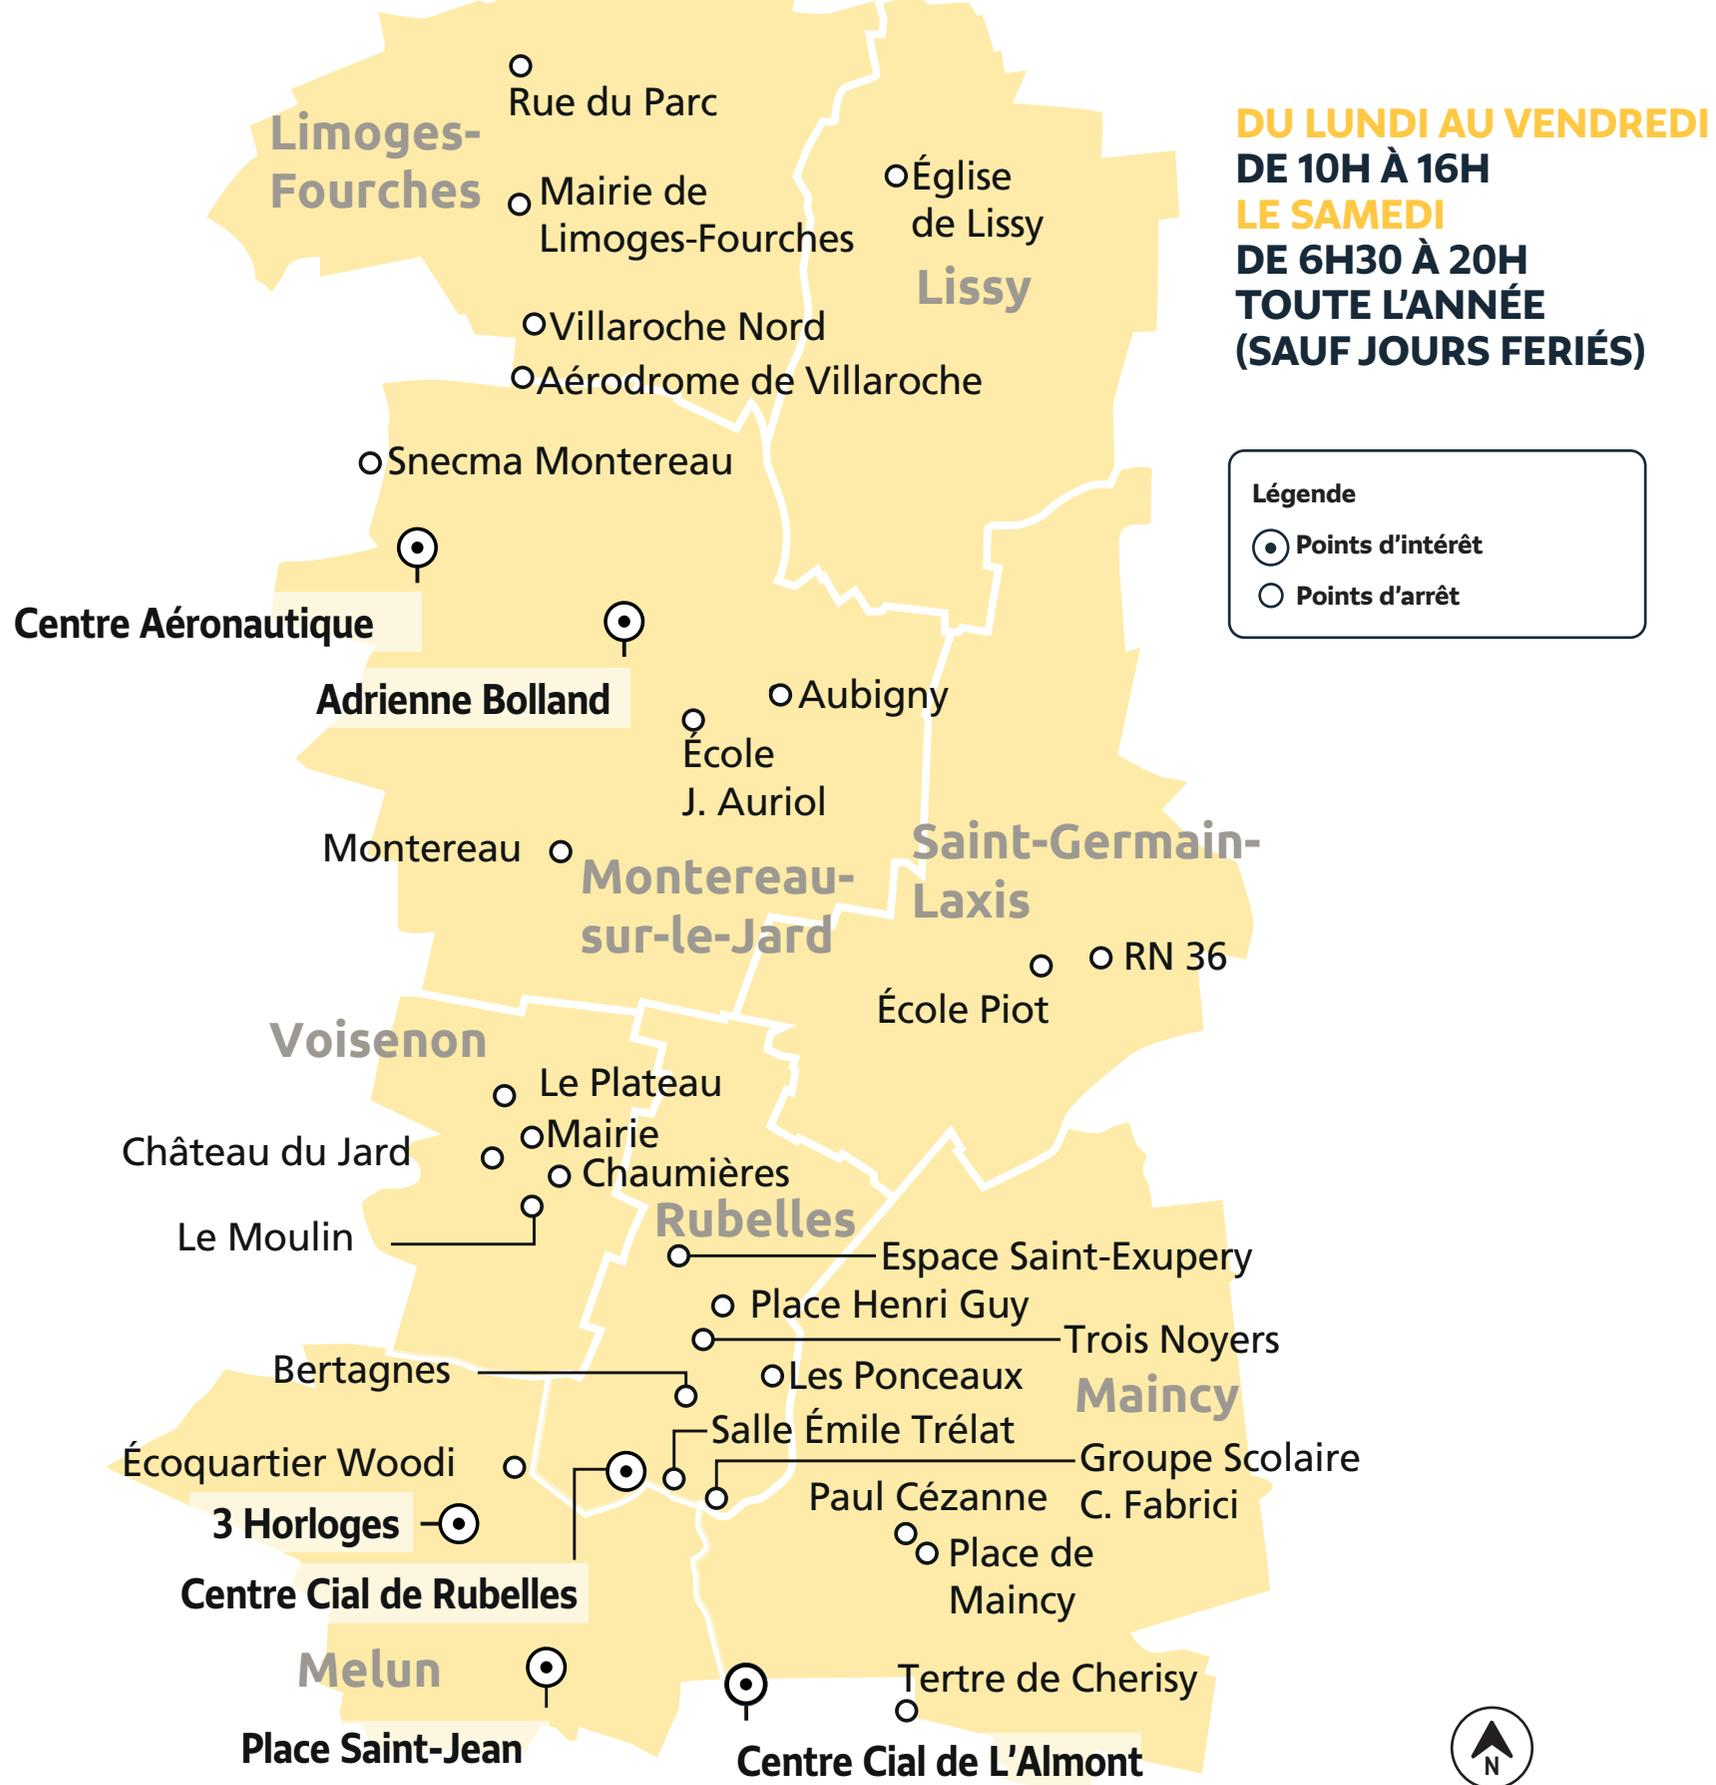 Rue du Parc
Limoges-
Fourches
Mairie de
Limoges-Fourches
Église
de Lissy
Lissy
DU LUNDI AU VENDREDI
DE 10H À 16H
LE SAMEDI
DE 6H30 À 20H
TOUTE L’ANNÉE
(SAUF JOURS FERIÉS)
Villaroche Nord
Aérodrome de Villaroche
Snecma Montereau
Légende
Points d’intérêt
Points d’arrêt
Centre Aéronautique
Adrienne Bolland
Aubigny
École
J. Auriol
Montereau
Montereau-
sur-le-Jard
Saint-Germain-
Laxis
RN 36
École Piot
Voisenon
Le Plateau
Mairie
Château du Jard
Chaumières
Le Moulin
Rubelles
Espace Saint-Exupery
Place Henri Guy
Trois Noyers
Bertagnes
Les Ponceaux
Maincy
Salle Émile Trélat
Écoquartier Woodi
Groupe Scolaire
C. Fabrici
Paul Cézanne
3 Horloges
Place de
Maincy
Centre Cial de Rubelles
Melun
Tertre de Cherisy
Place Saint-Jean
Centre Cial de L’Almont
N